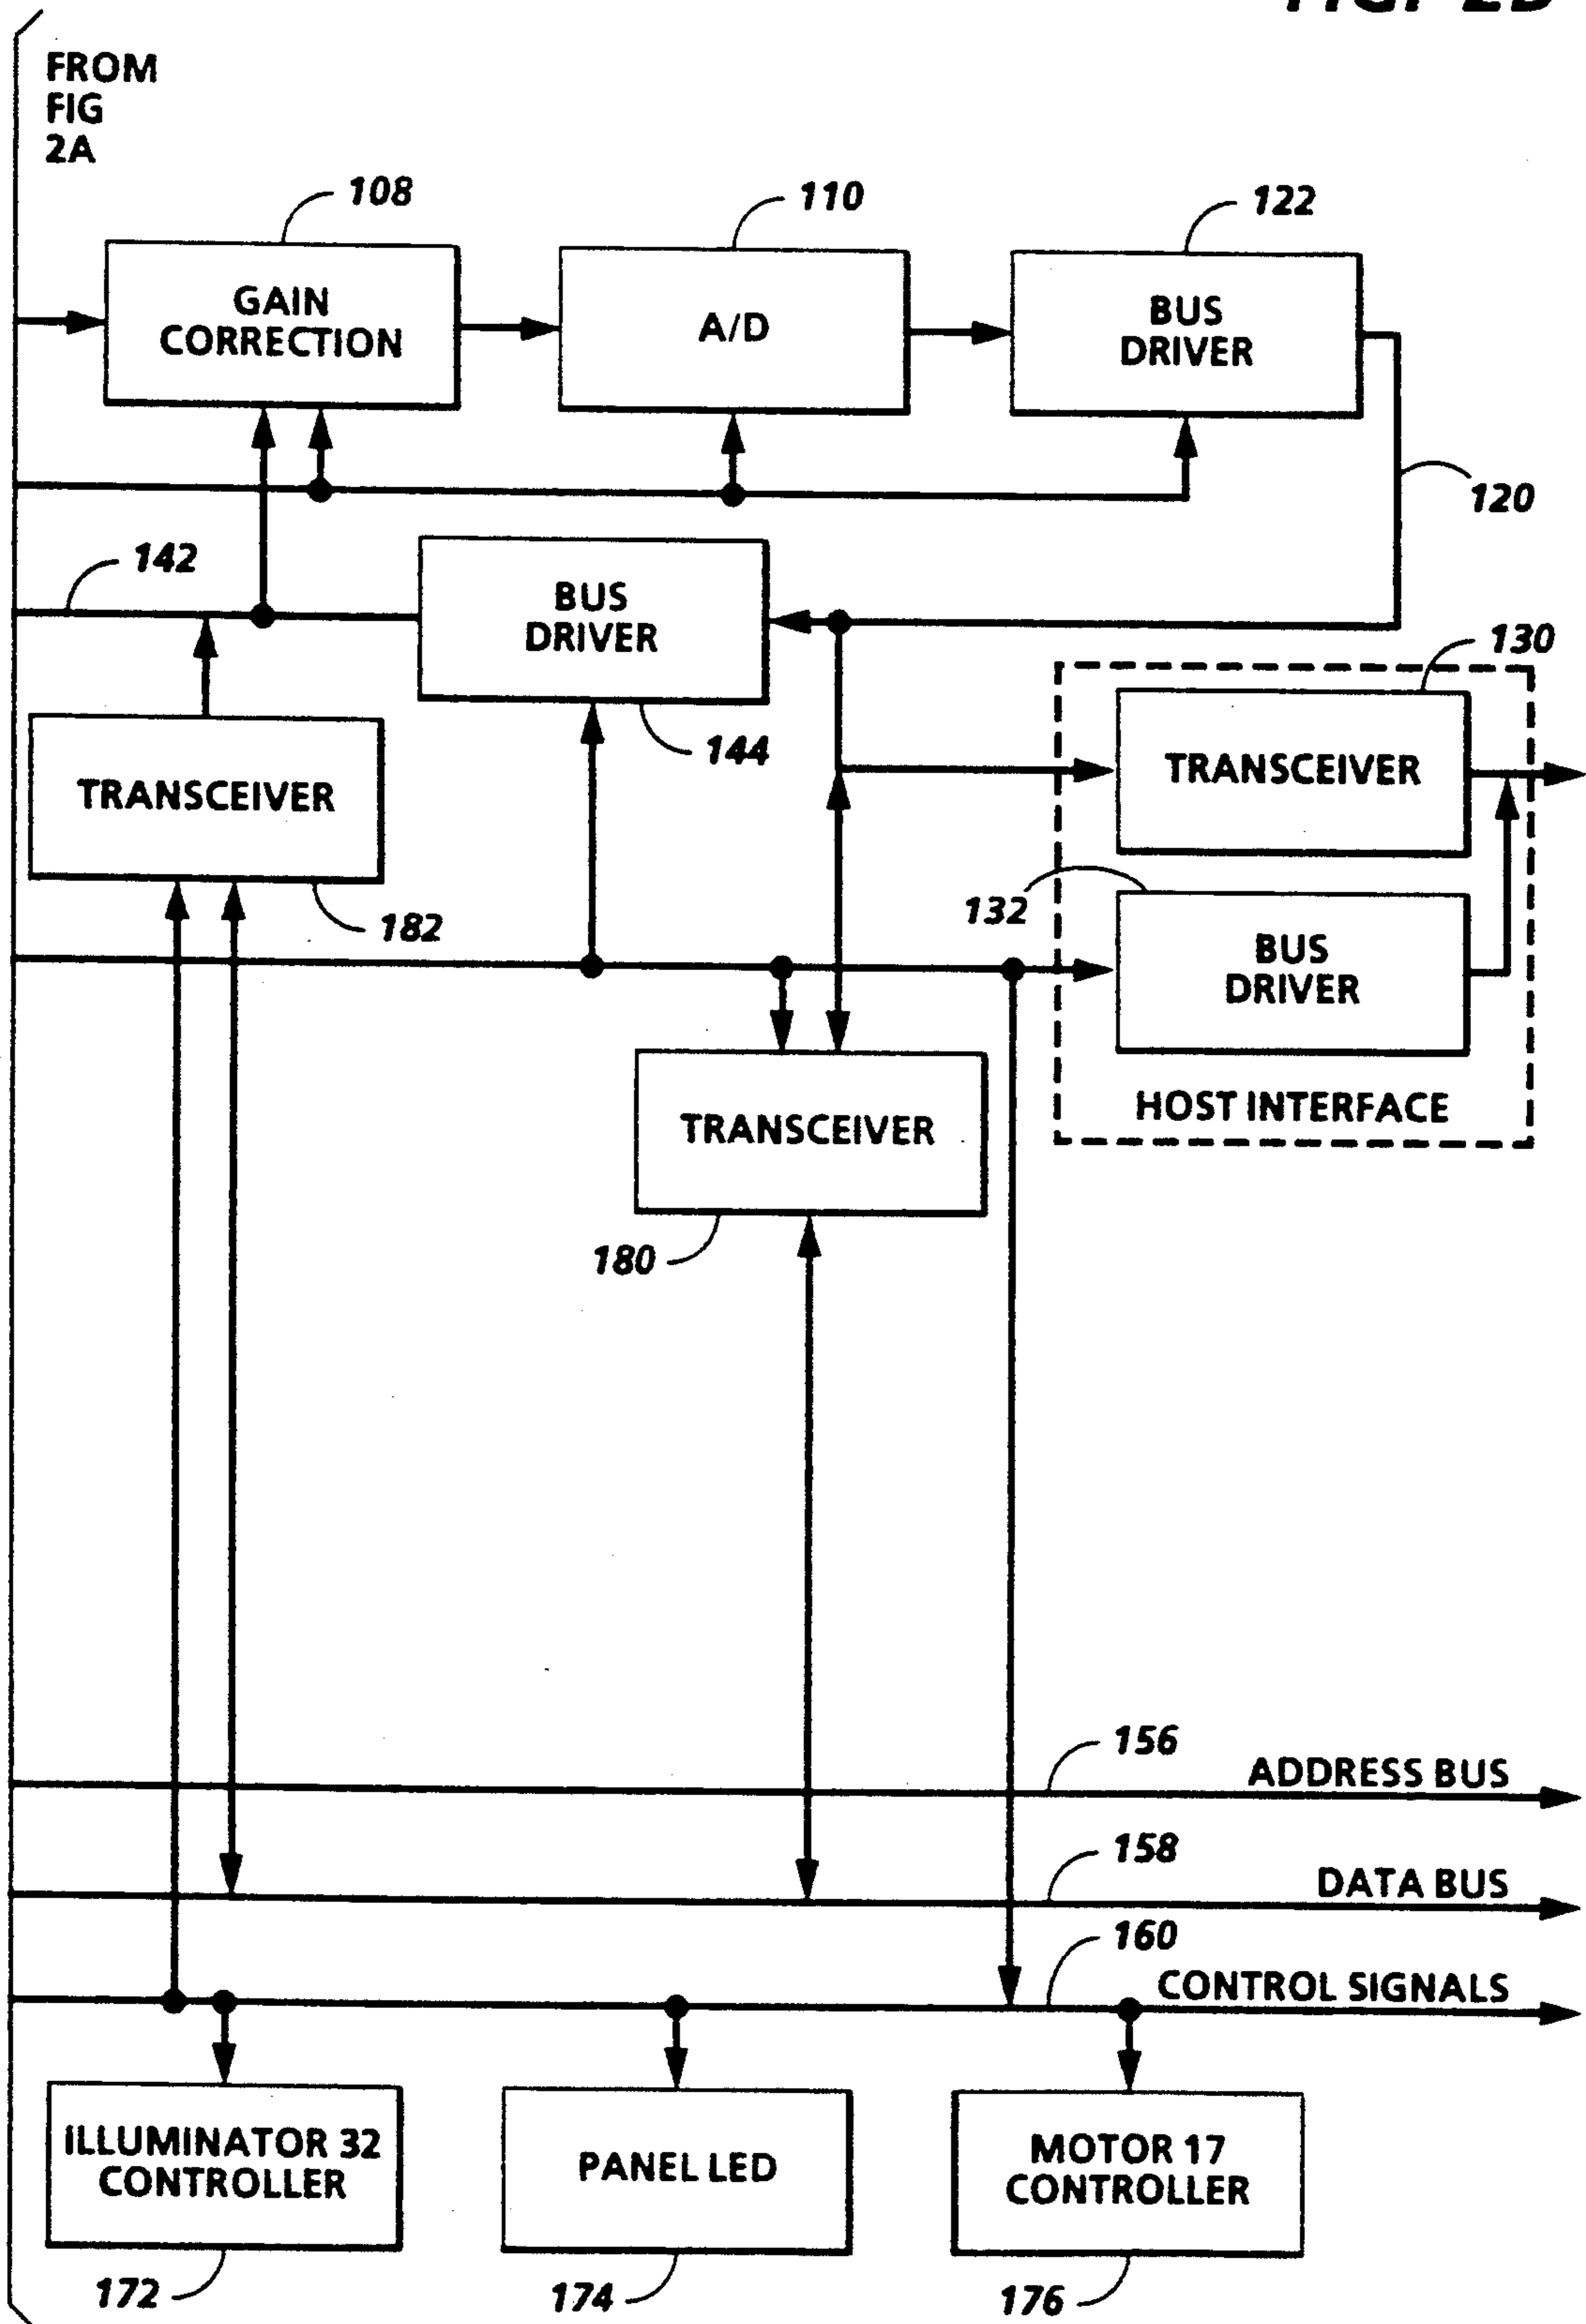 FIG. 2B
FROM
FIG
2A
108
110
122
GAIN
CORRECTION
A/D
BUS
DRIVER
120
142
BUS
DRIVER
130
144
TRANSCEIVER
TRANSCEIVER
182
132
BUS
DRIVER
HOST INTERFACE
TRANSCEIVER
180
156
ADDRESS BUS
158
DATA BUS
160
CONTROL SIGNALS
ILLUMINATOR 32
CONTROLLER
PANEL LED
MOTOR 17
CONTROLLER
172
174
176